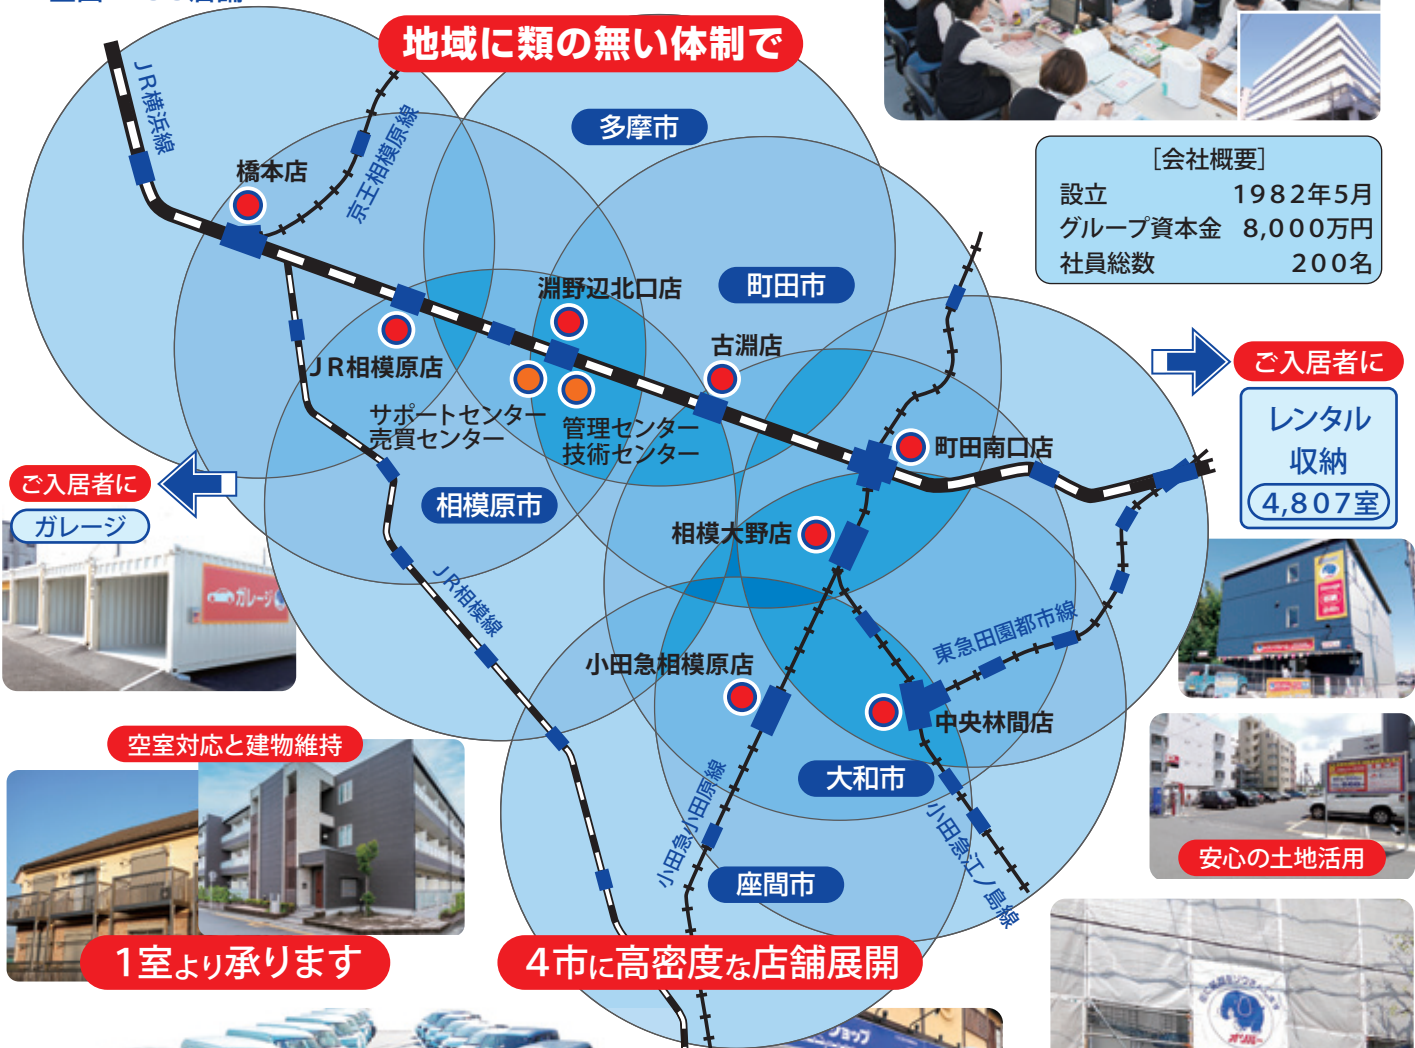 地域に類の無い体制で
JR横浜線
京王相模原線
多摩市
橋本店
[会社概要]
設立 1982年5月
グループ資本金 8,000万円
社員総数 200名
淵野辺北口店
町田市
JR相模原店
古淵店
サポートセンター
売買センター
管理センター
技術センター
町田南口店
ご入居者に
レンタル
収納
4,807室
ご入居者に
ガレージ
ガレージ
相模原市
相模大野店
JR相模線
東急田園都市線
小田急相模原店
中央林間店
空室対応と建物維持
大和市
小田急小田原線
小田急江ノ島線
座間市
安心の土地活用
1室より承ります
4市に高密度な店舗展開